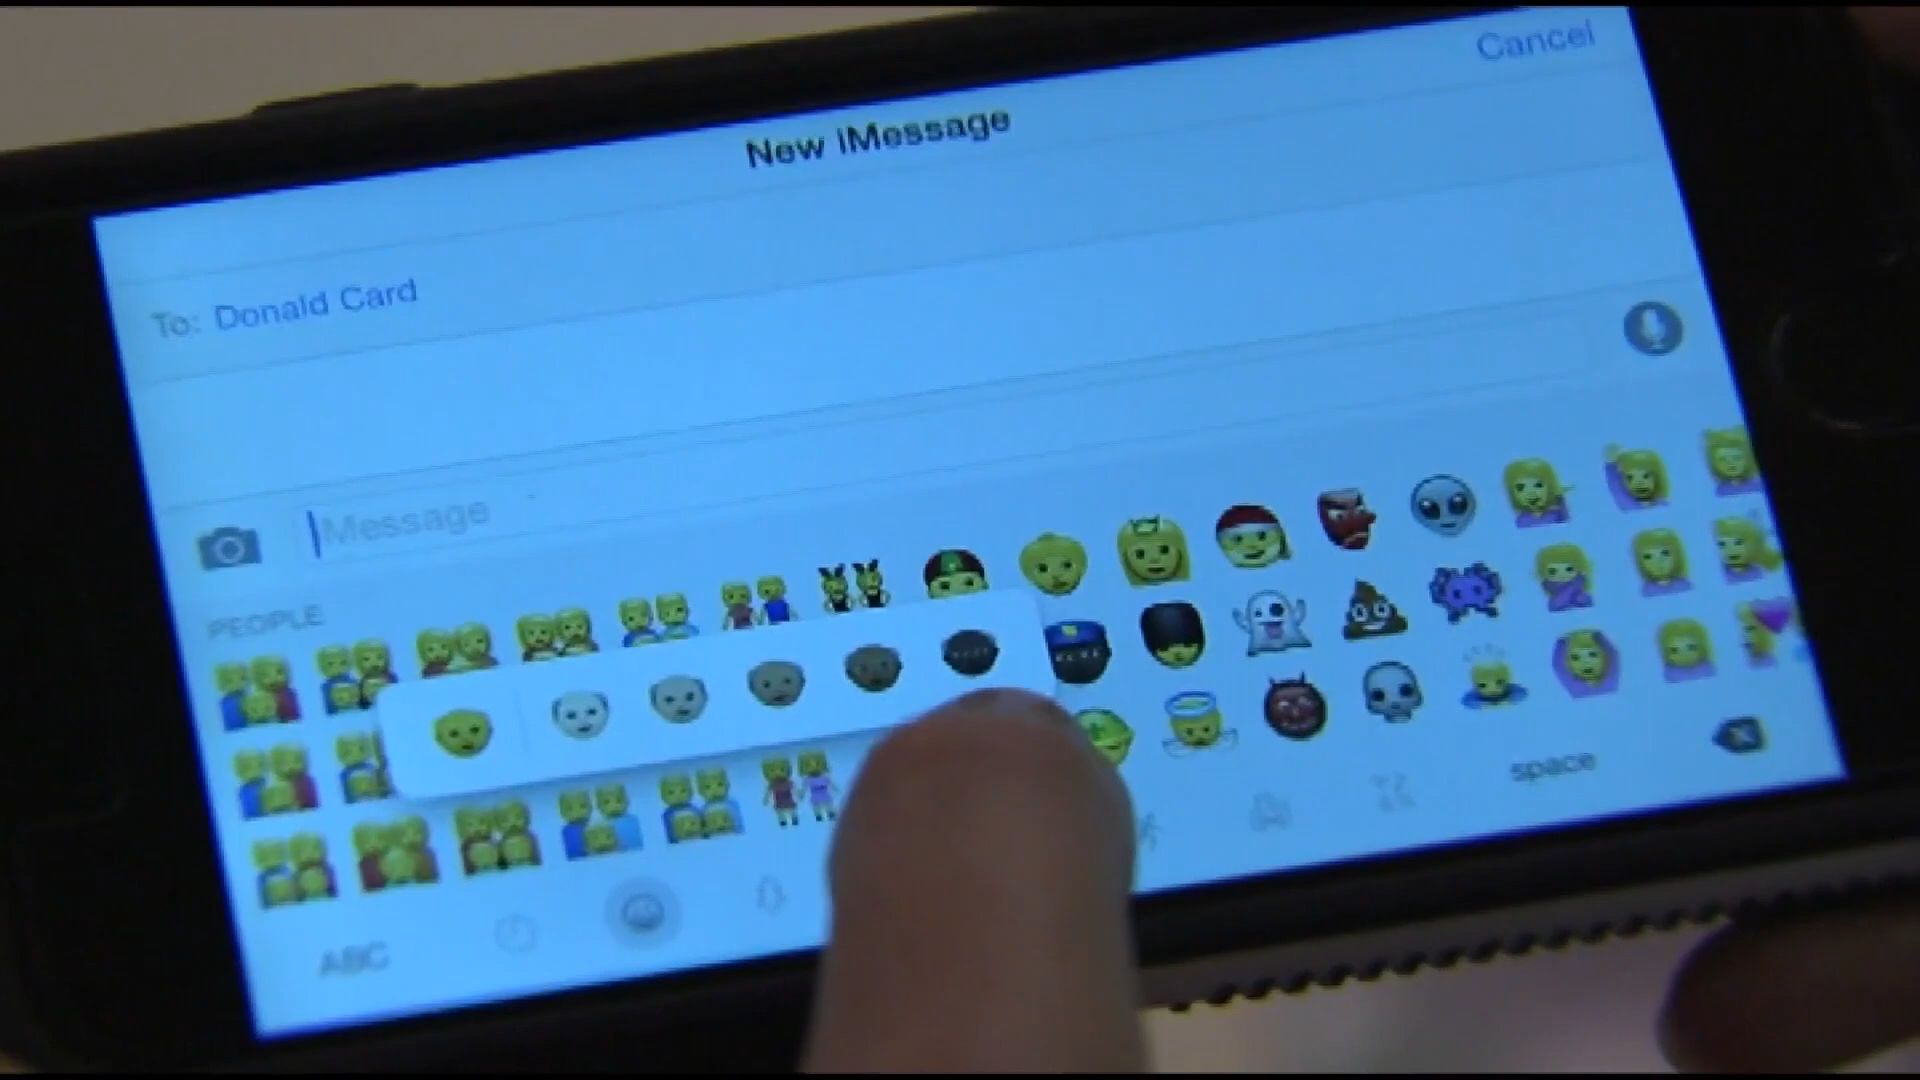 Cancel
New iMessage
To: Donald Card
Message
PEOPLE
space
ABC